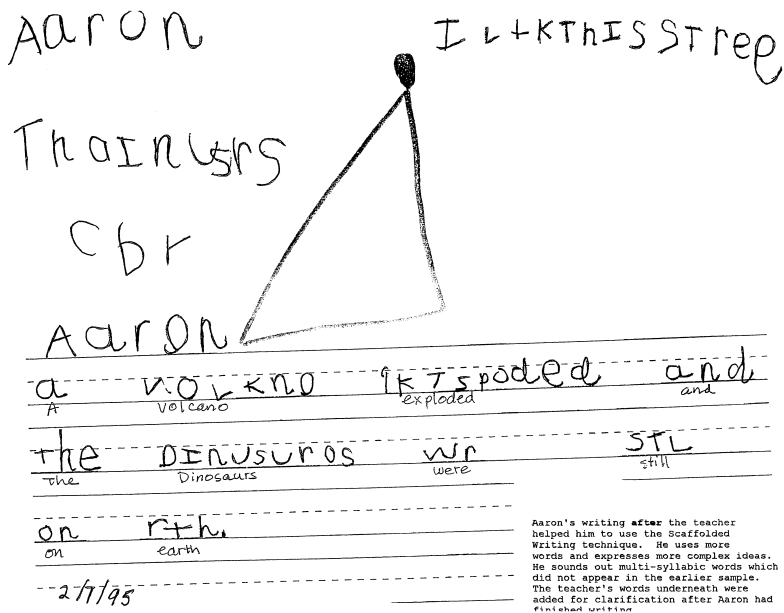 Aaron
I LtKThIS STree
ThaINUsrs
Cbr
AarON
a VOLKNO IKTspoded and
A Volcano exploded and
the DINUSUrOS Wr STL
The Dinosaurs were still
on rth.
on earth
2/7/95
Aaron's writing after the teacher
helped him to use the Scaffolded
Writing technique. He uses more
words and expresses more complex ideas.
He sounds out multi-syllabic words which
did not appear in the earlier sample.
The teacher's words underneath were
added for clarification after Aaron had
finished writing